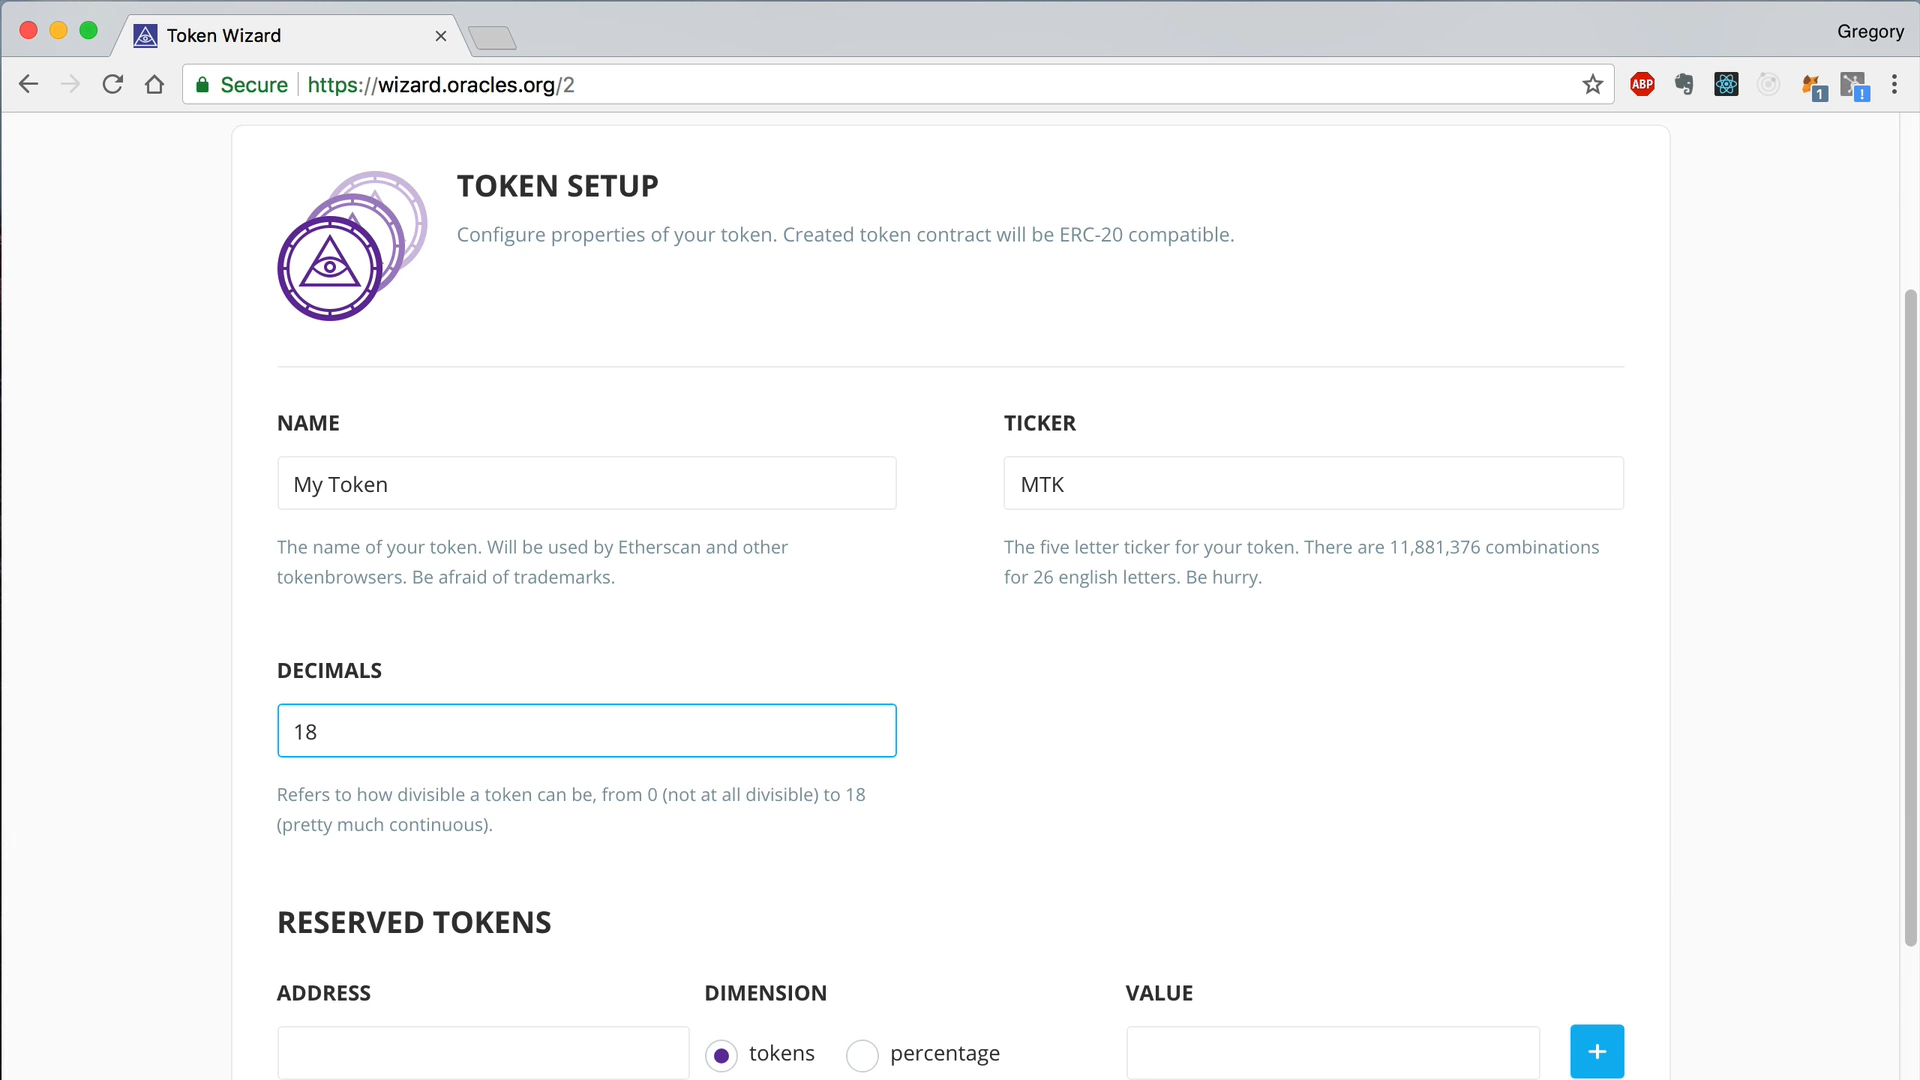 Token Wizard
Gregory
Secure https://wizard.oracles.org/2
ABP
1
!
TOKEN SETUP
Configure properties of your token. Created token contract will be ERC-20 compatible.
NAME
TICKER
My Token
MTK
The name of your token. Will be used by Etherscan and other
tokenbrowsers. Be afraid of trademarks.
The five letter ticker for your token. There are 11,881,376 combinations
for 26 english letters. Be hurry.
DECIMALS
18
Refers to how divisible a token can be, from 0 (not at all divisible) to 18
(pretty much continuous).
RESERVED TOKENS
ADDRESS
DIMENSION
VALUE
tokens
percentage
+